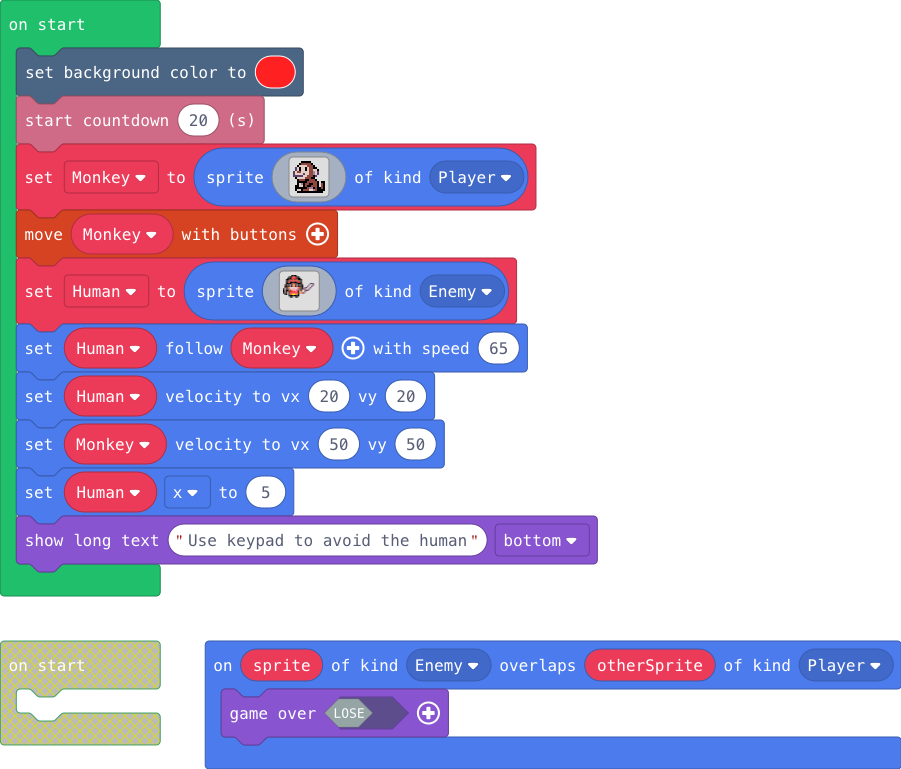 on start
set background color to
start countdown 20 (s)
set Monkey to sprite of kind Player
move Monkey with buttons
set Human to sprite of kind Enemy
set Human follow Monkey with speed 65
set Human velocity to vx 20 vy 20
set Monkey velocity to vx 50 vy 50
set Human x to 5
show long text "Use keypad to avoid the human" bottom
on start
on sprite of kind Enemy overlaps otherSprite of kind Player
game over LOSE